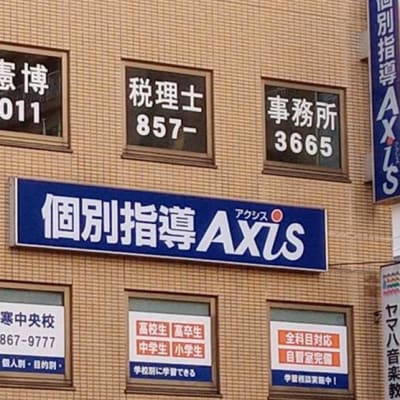 憲博 税理士 事務所
011 857- 3665
個別指導
アクシス
AXiS
個別指導AXiS
寒中央校
867-9777
個人別・目的別・
高校生 高卒生
中学生 小学生
学校別に学習できる
全科目対応
自習室完備
学習相談実施中!
ヤマハ音楽教